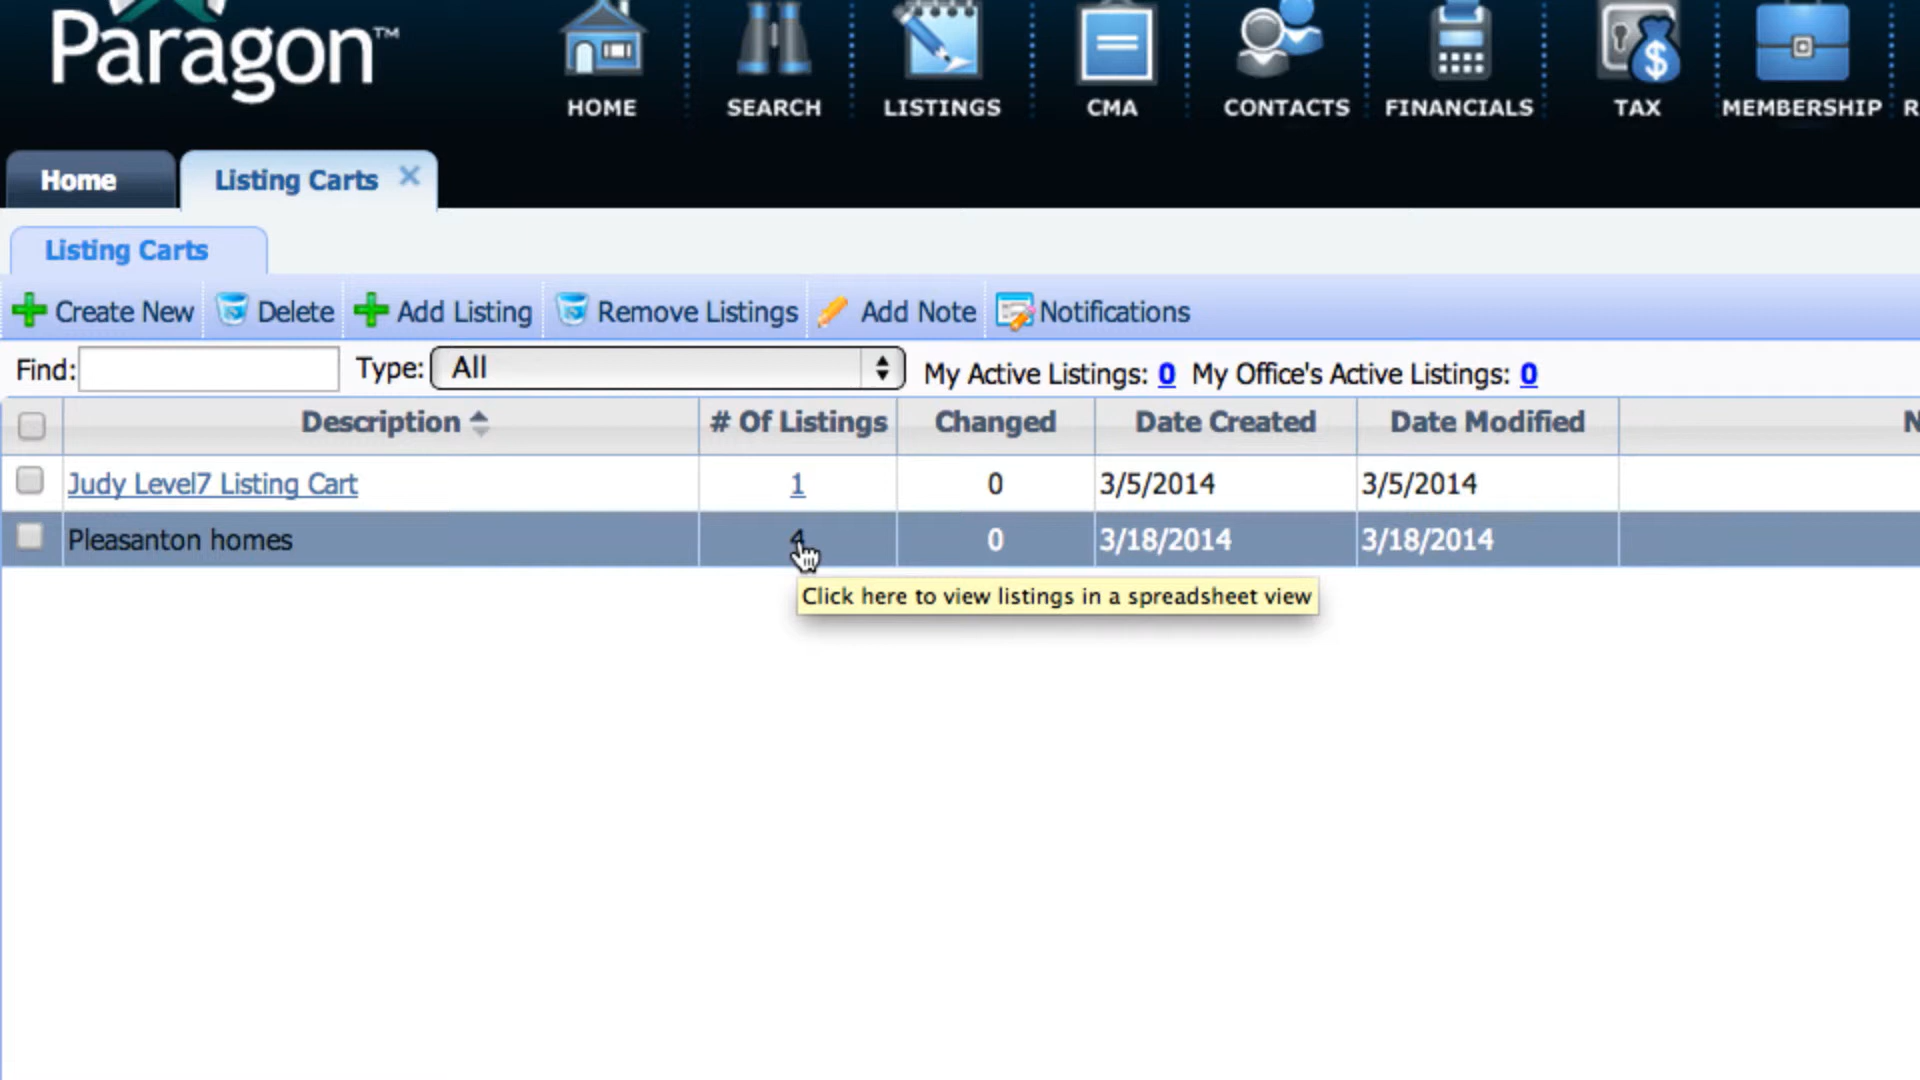 Paragon™
HOME SEARCH LISTINGS CMA CONTACTS FINANCIALS TAX MEMBERSHIP
Home Listing Carts
Listing Carts
Create New Delete Add Listing Remove Listings Add Note Notifications
Find: Type: All My Active Listings: 0 My Office's Active Listings: 0
Description # Of Listings Changed Date Created Date Modified
Judy Level7 Listing Cart 1 0 3/5/2014 3/5/2014
Pleasanton homes 4 0 3/18/2014 3/18/2014
Click here to view listings in a spreadsheet view